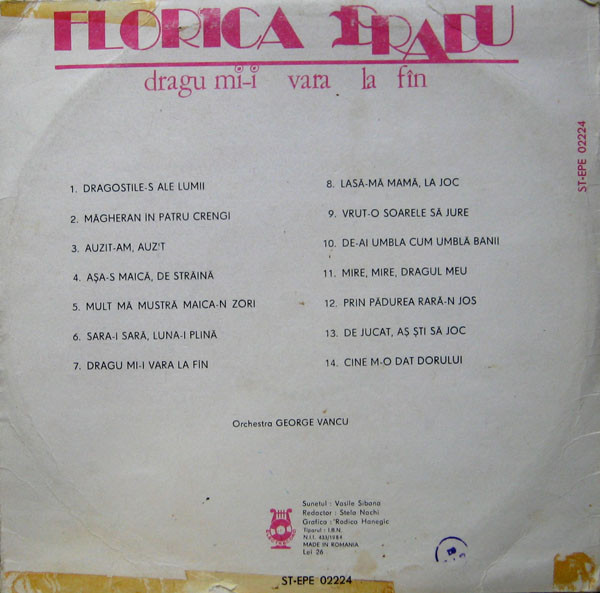 FLORICA BRADU
dragu mi-i vara la fîn
ST-EPE 02224
1. DRAGOSTILE-S ALE LUMII
2. MĂGHERAN IN PATRU CRENGI
3. AUZIT-AM, AUZ'T
4. AȘA-S MAICĂ, DE STRĂINĂ
5. MULT MĂ MUSTRĂ MAICA-N ZORI
6. SARA-I SARĂ, LUNA-I PLINĂ
7. DRAGU MI-I VARA LA FÎN
8. LASĂ-MĂ MAMĂ, LA JOC
9. VRUT-O SOARELE SĂ JURE
10. DE-AI UMBLA CUM UMBLĂ BANII
11. MIRE, MIRE, DRAGUL MEU
12. PRIN PĂDUREA RARĂ-N JOS
13. DE JUCAT, AȘ ȘTI SĂ JOC
14. CINE M-O DAT DORULUI
Orchestra GEORGE VANCU
Sunetul : Vasile Sibana
Redactor : Stela Nachi
Grafica : Rodica Hanegic
Tiparul : I.R.N.
N.I.I. 433/1984
MADE IN ROMANIA
Lei 26
ST-EPE 02224